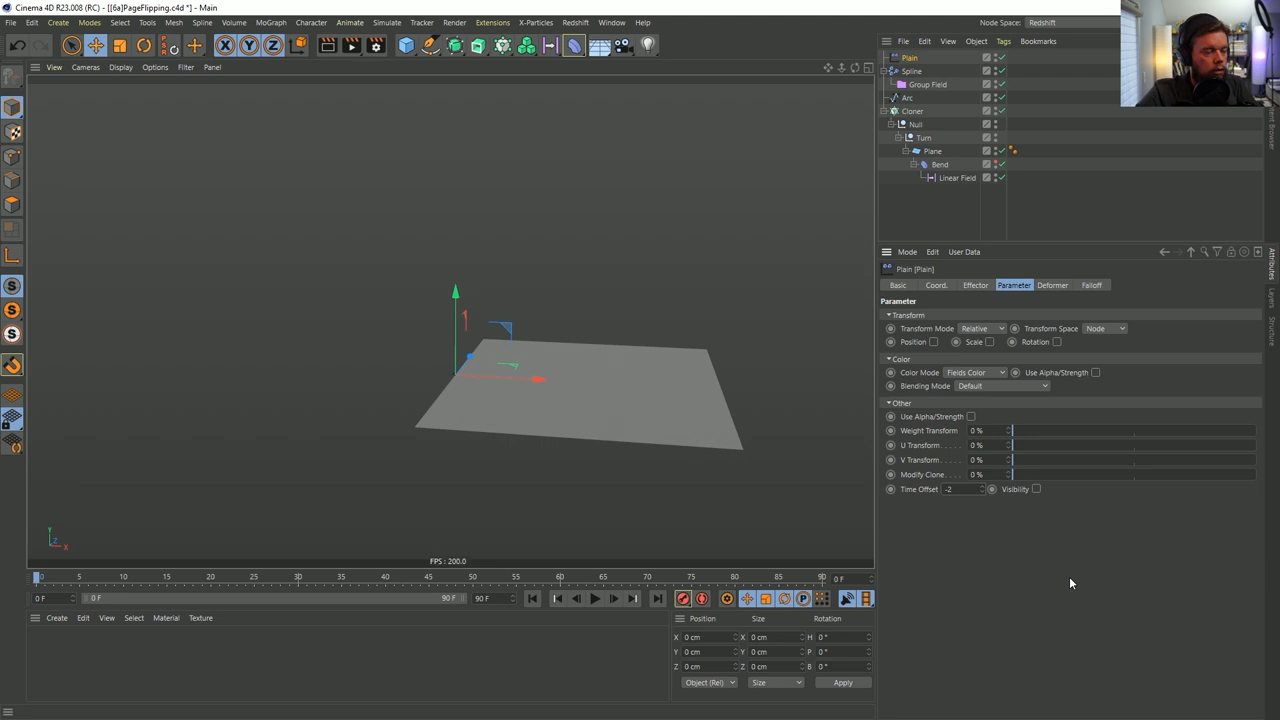 Cinema 4D R23.008 (RC) - [[6a]PageFlipping.c4d *] - Main
File Edit Create Modes Select Tools Mesh Spline Volume MoGraph Character Animate Simulate Tracker Render Extensions X-Particles Redshift Window Help Node Space: Redshift
X Y Z
File Edit View Object Tags Bookmarks
View Cameras Display Options Filter Panel
Plain
Spline
Group Field
Arc
Cloner
Null
Turn
Plane
Bend
Linear Field
Mode Edit User Data
Plain [Plain]
Basic Coord. Effector Parameter Deformer Falloff
Parameter
Transform
Transform Mode Relative Transform Space Node
Position Scale Rotation
Color
Color Mode Fields Color Use Alpha/Strength
Blending Mode Default
Other
Use Alpha/Strength
Weight Transform 0 %
U Transform 0 %
V Transform 0 %
Modify Clone 0 %
Time Offset -2 Visibility
Attributes
Layers
Structure
Y
Z
X
FPS : 200.0
0 5 10 15 20 25 30 35 40 45 50 55 60 65 70 75 80 85 90 0 F
0 F 0 F 90 F 90 F
Create Edit View Select Material Texture
Position Size Rotation
X 0 cm X 0 cm H 0 °
Y 0 cm Y 0 cm P 0 °
Z 0 cm Z 0 cm B 0 °
Object (Rel) Size Apply